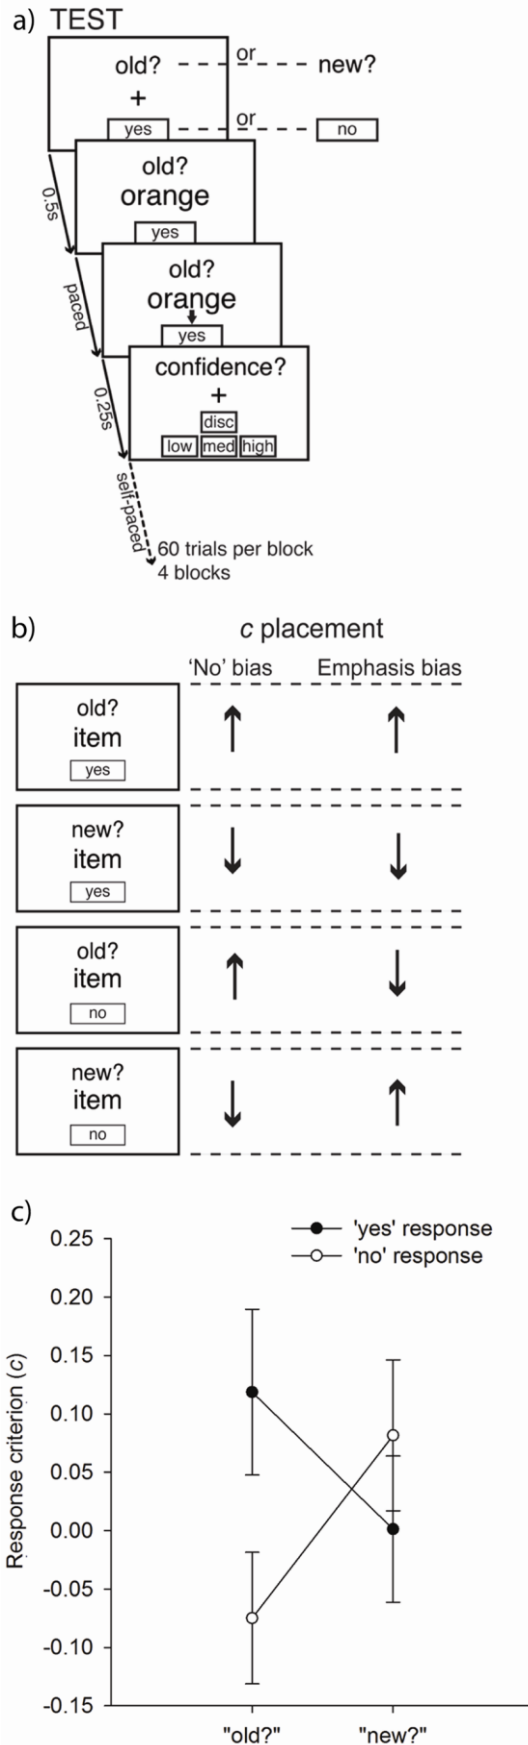 a) TEST
old? or new?
+
yes or no
0.5s
old?
orange
yes
paced
old?
orange
yes
0.25s
confidence?
+
disc
low med high
self-paced
60 trials per block
4 blocks
b) c placement
‘No’ bias Emphasis bias
old?
item
yes
new?
item
yes
old?
item
no
new?
item
no
c)
'yes' response
'no' response
Response criterion (c)
0.25
0.20
0.15
0.10
0.05
0.00
-0.05
-0.10
-0.15
"old?" "new?"